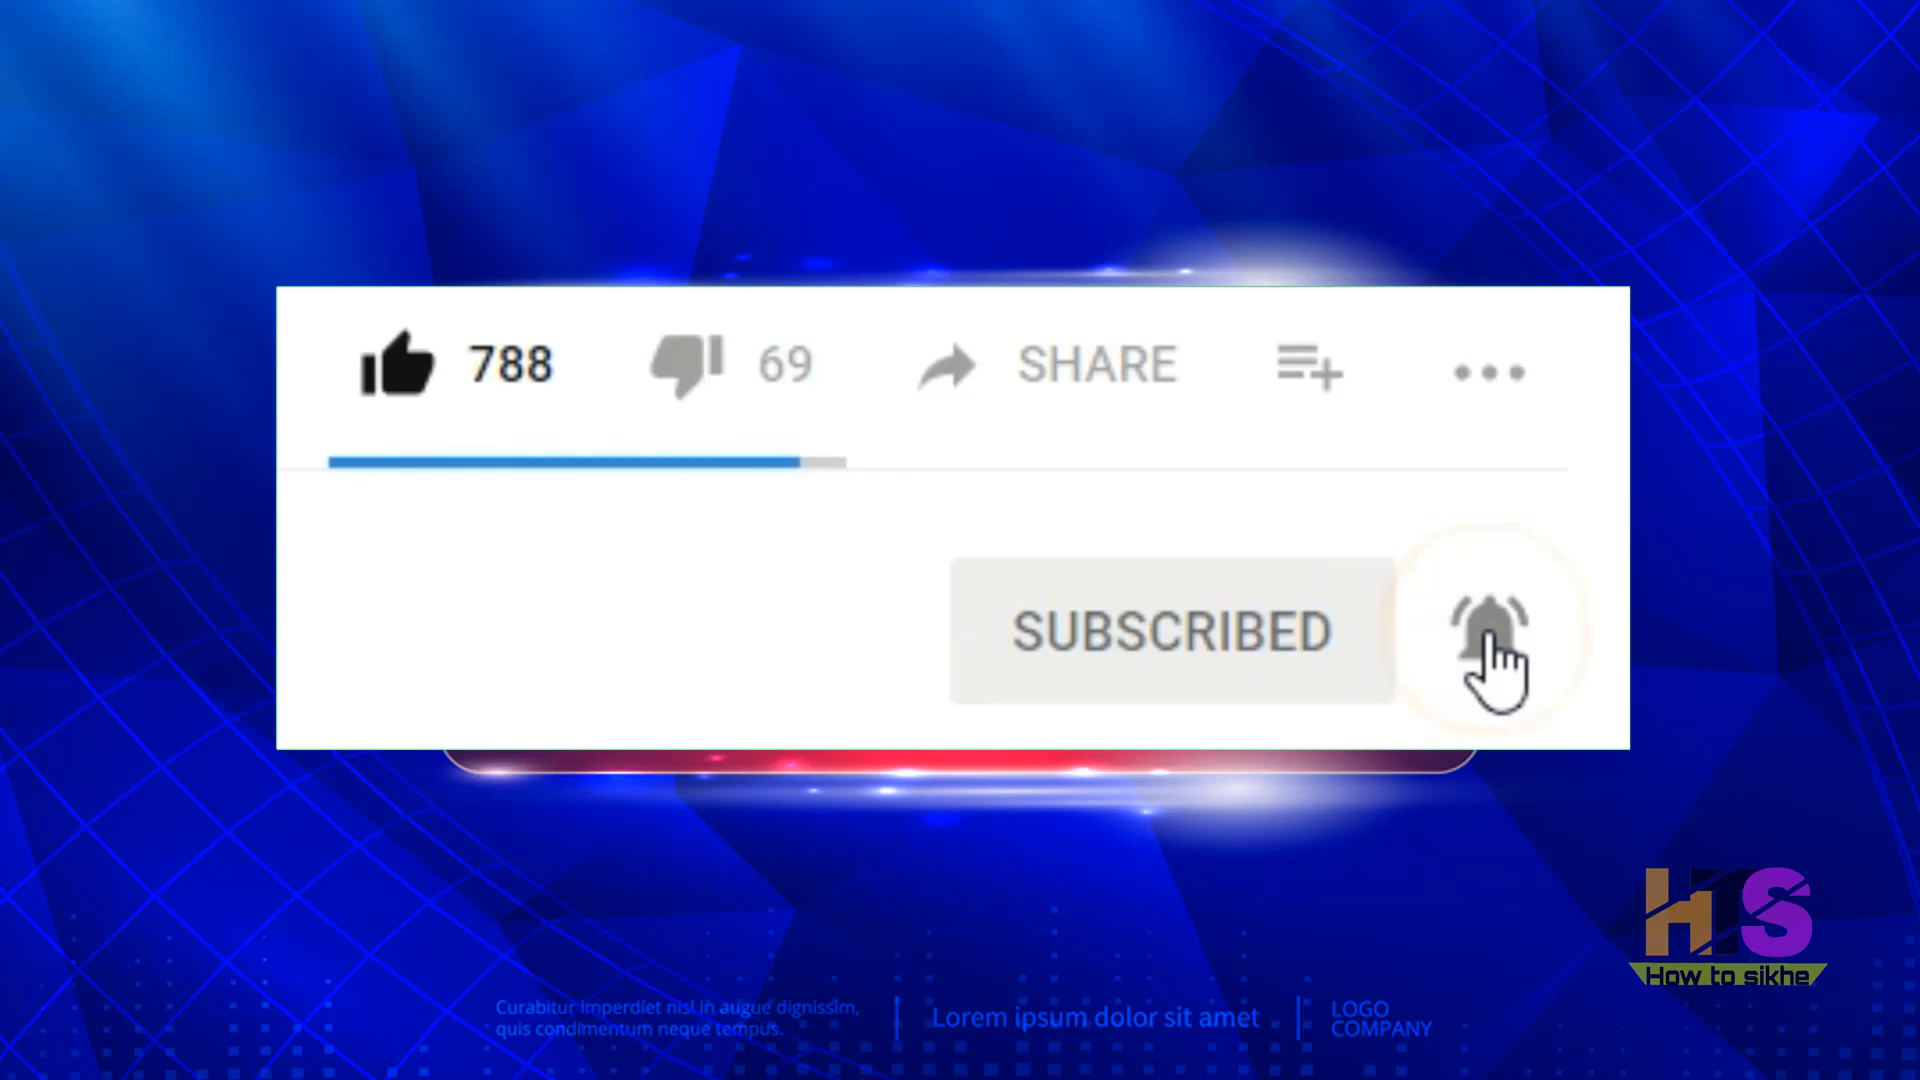 788 69 SHARE
SUBSCRIBED
HTS
How to sikhe
Curabitur imperdiet nisl in augue dignissim,
quis condimentum neque tempus.
Lorem ipsum dolor sit amet
LOGO
COMPANY